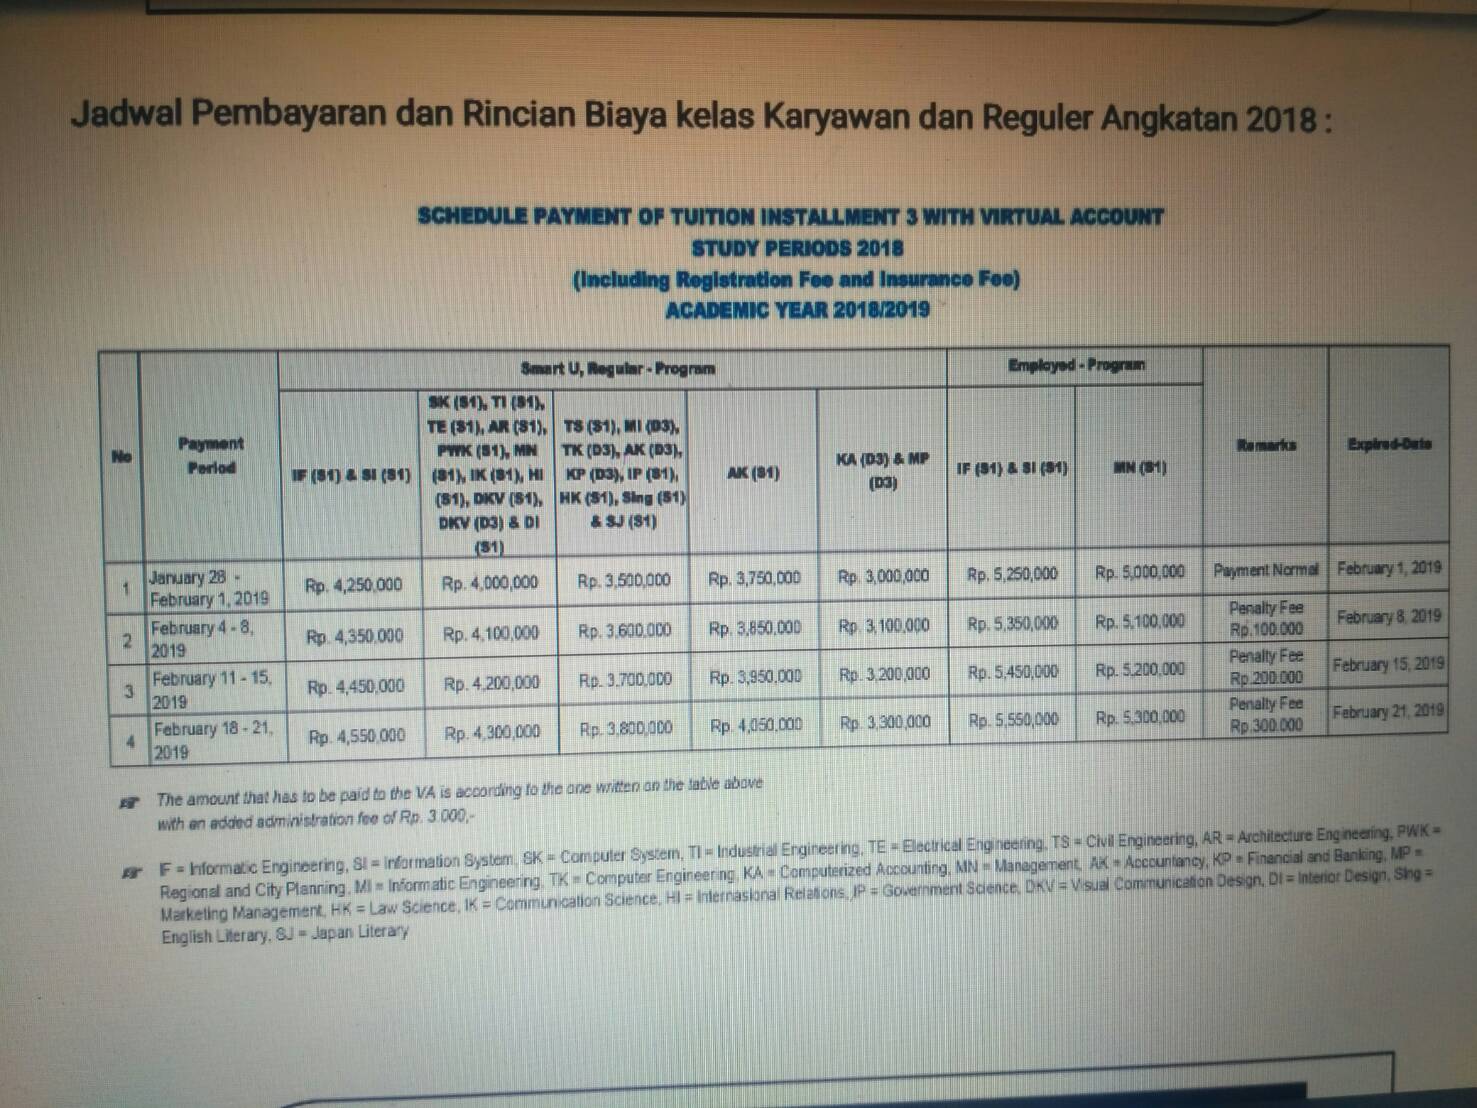 Jadwal Pembayaran dan Rincian Biaya kelas Karyawan dan Reguler Angkatan 2018 :
SCHEDULE PAYMENT OF TUITION INSTALLMENT 3 WITH VIRTUAL ACCOUNT
STUDY PERIODS 2018
(Including Registration Fee and Insurance Fee)
ACADEMIC YEAR 2018/2019
No
Payment
Period
Smart U, Regular - Program
Employed - Program
Remarks
Expired-Date
IF (S1) & SI (S1)
SK (S1), TI (S1),
TE (S1), AR (S1),
PWK (S1), MN
(S1), IK (S1), HI
(S1), DKV (S1),
DKV (D3) & DI
(S1)
TS (S1), MI (D3),
TK (D3), AK (D3),
KP (D3), IP (S1),
HK (S1), Sing (S1)
& SJ (S1)
AK (S1)
KA (D3) & MP
(D3)
IF (S1) & SI (S1)
MN (S1)
1
January 28 -
February 1, 2019
Rp. 4,250,000
Rp. 4,000,000
Rp. 3,500,000
Rp. 3,750,000
Rp. 3,000,000
Rp. 5,250,000
Rp. 5,000,000
Payment Normal
February 1, 2019
2
February 4 - 8,
2019
Rp. 4,350,000
Rp. 4,100,000
Rp. 3,600,000
Rp. 3,850,000
Rp. 3,100,000
Rp. 5,350,000
Rp. 5,100,000
Penalty Fee
Rp.100.000
February 8, 2019
3
February 11 - 15,
2019
Rp. 4,450,000
Rp. 4,200,000
Rp. 3,700,000
Rp. 3,950,000
Rp. 3,200,000
Rp. 5,450,000
Rp. 5,200,000
Penalty Fee
Rp.200.000
February 15, 2019
4
February 18 - 21,
2019
Rp. 4,550,000
Rp. 4,300,000
Rp. 3,800,000
Rp. 4,050,000
Rp. 3,300,000
Rp. 5,550,000
Rp. 5,300,000
Penalty Fee
Rp.300.000
February 21, 2019
The amount that has to be paid to the VA is according to the one written on the table above
with an added administration fee of Rp. 3.000,-
IF = Informatic Engineering, SI = Information System, SK = Computer System, TI = Industrial Engineering, TE = Electrical Engineering, TS = Civil Engineering, AR = Architecture Engineering, PWK =
Regional and City Planning, MI = Informatic Engineering, TK = Computer Engineering, KA = Computerized Accounting, MN = Management, AK = Accountancy, KP = Financial and Banking, MP =
Marketing Management, HK = Law Science, IK = Communication Science, HI = Internasional Relations, IP = Government Science, DKV = Visual Communication Design, DI = Interior Design, Sing =
English Literary, SJ = Japan Literary